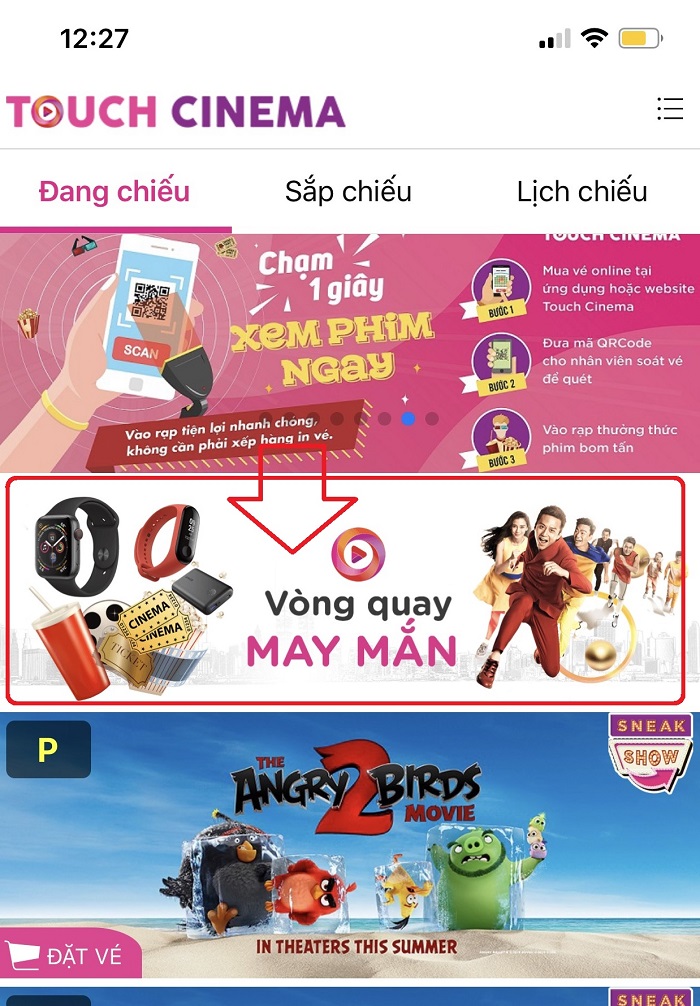 12:27
TOUCH CINEMA
Đang chiếu
Sắp chiếu
Lịch chiếu
TOUCH CINEMA
Chạm
1 giây
XEM PHIM
NGAY
SCAN
Vào rạp tiện lợi nhanh chóng,
không cần phải xếp hàng in vé.
BƯỚC 1
Mua vé online tại
ứng dụng hoặc website
Touch Cinema
BƯỚC 2
Đưa mã QRCode
cho nhân viên soát vé
để quét
BƯỚC 3
Vào rạp thưởng thức
phim bom tấn
CINEMA
CINEMA
TICKET
Vòng quay
MAY MẮN
P
SNEAK
SHOW
THE
ANGRY 2 BIRDS
MOVIE
IN THEATERS THIS SUMMER
ĐẶT VÉ
SNEAK